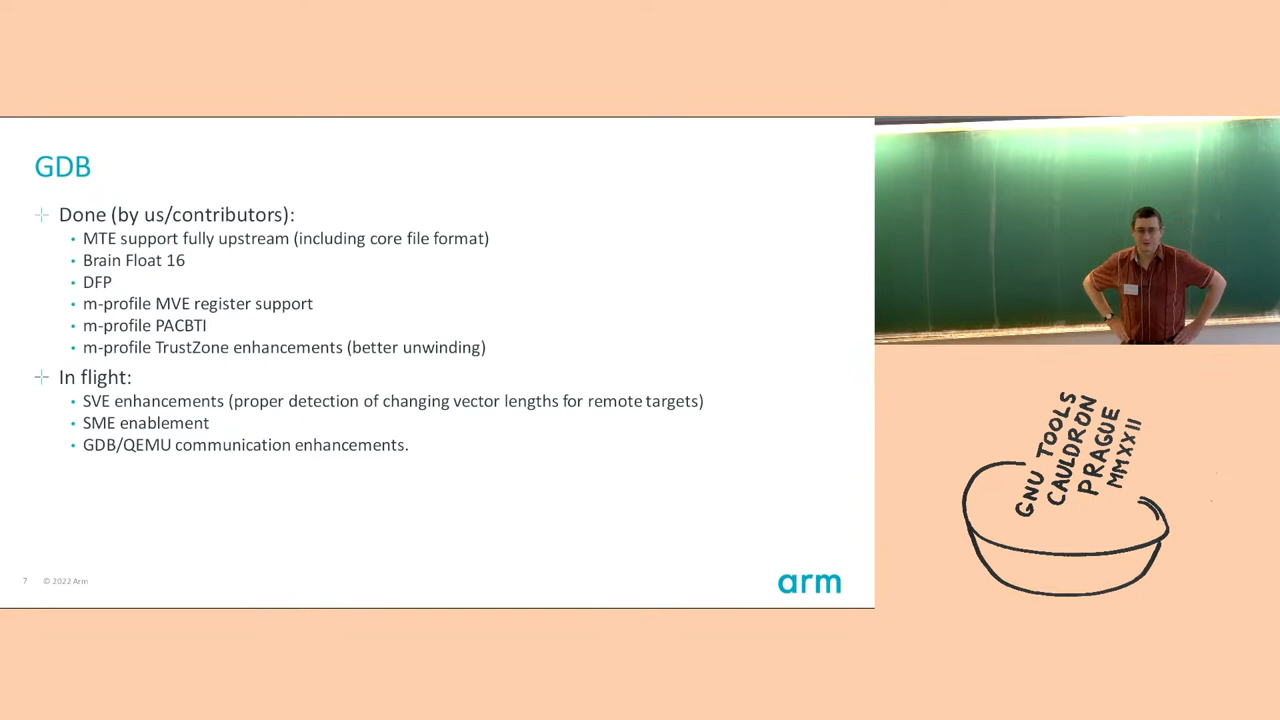 GDB
Done (by us/contributors):
MTE support fully upstream (including core file format)
Brain Float 16
DFP
m-profile MVE register support
m-profile PACBTI
m-profile TrustZone enhancements (better unwinding)
In flight:
SVE enhancements (proper detection of changing vector lengths for remote targets)
SME enablement
GDB/QEMU communication enhancements.
7 © 2022 Arm
arm
GNU TOOLS
CAULDRON
PRAGUE
MMXXII